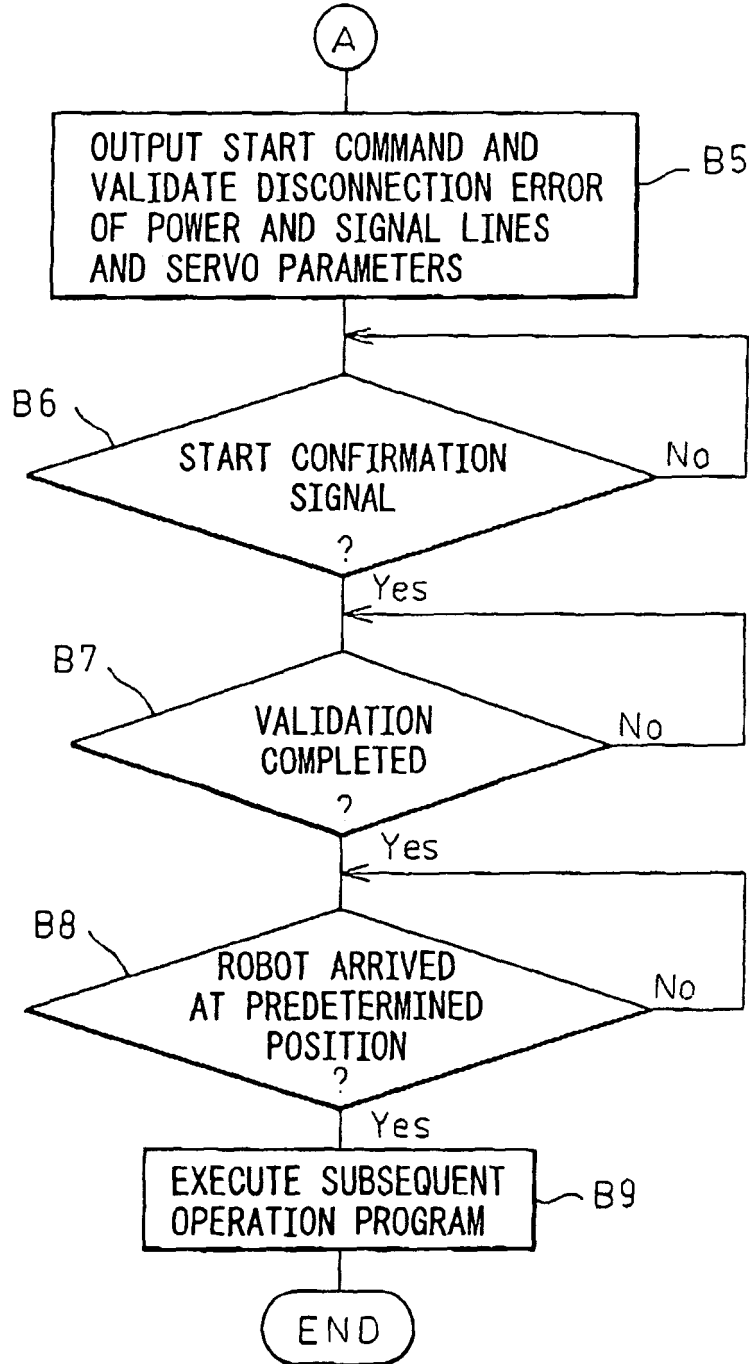 A
OUTPUT START COMMAND AND
VALIDATE DISCONNECTION ERROR
OF POWER AND SIGNAL LINES
AND SERVO PARAMETERS
B5
B6
START CONFIRMATION
SIGNAL
?
No
Yes
B7
VALIDATION
COMPLETED
?
No
Yes
B8
ROBOT ARRIVED
AT PREDETERMINED
POSITION
?
No
Yes
EXECUTE SUBSEQUENT
OPERATION PROGRAM
B9
END